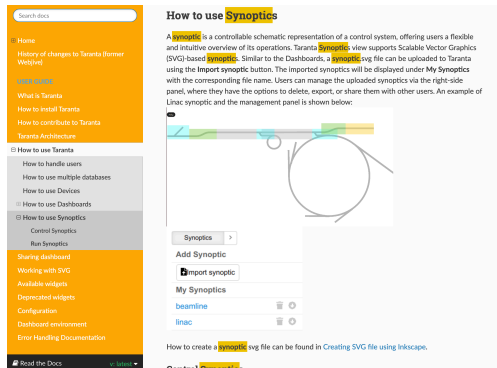 Search docs
Home
History of changes to Taranta (former
Webjive)
USER GUIDE
What is Taranta
How to install Taranta
How to contribute to Taranta
Taranta Architecture
How to use Taranta
How to handle users
How to use multiple databases
How to use Devices
How to use Dashboards
How to use Synoptics
Control Synoptics
Run Synoptics
Sharing dashboard
Working with SVG
Available widgets
Deprecated widgets
Configuration
Dashboard environment
Error Handling Documentation
Read the Docs
v: latest
How to use Synoptics
A synoptic is a controllable schematic representation of a control system, offering users a flexible
and intuitive overview of its operations. Taranta Synoptics view supports Scalable Vector Graphics
(SVG)-based synoptics. Similar to the Dashboards, a synoptic.svg file can be uploaded to Taranta
using the Import synoptic button. The imported synoptics will be displayed under My Synoptics
with the corresponding file name. Users can manage the uploaded synoptics via the right-side
panel, where they have the options to delete, export, or share them with other users. An example of
Linac synoptic and the management panel is shown below:
Synoptics
Add Synoptic
Import synoptic
My Synoptics
beamline
linac
How to create a synoptic svg file can be found in Creating SVG file using Inkscape.
Control Synoptics